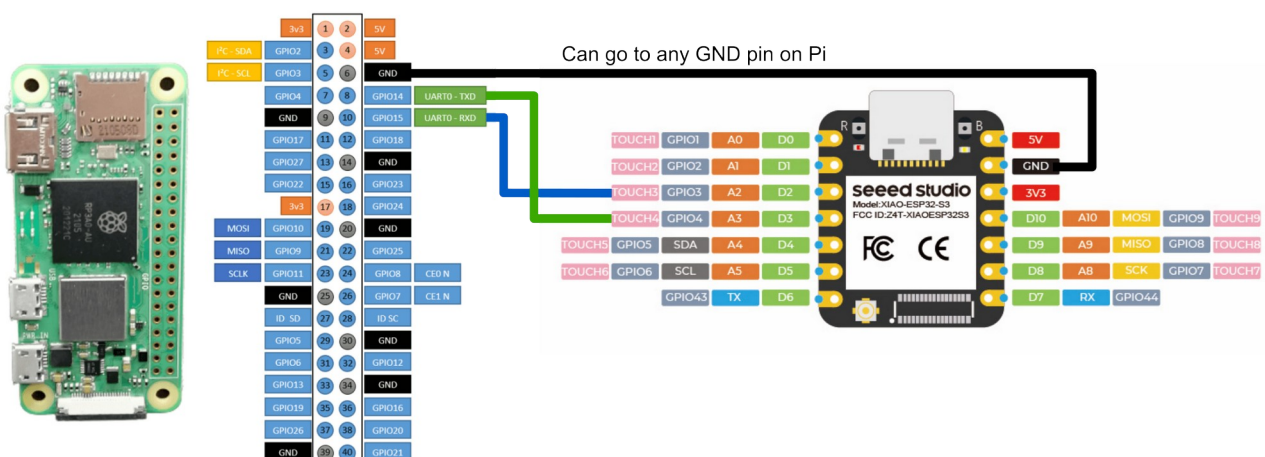 3v3 1 2 5V
I²C - SDA GPIO2 3 4 5V
Can go to any GND pin on Pi
I²C - SCL GPIO3 5 6 GND
GPIO4 7 8 GPIO14 UART0 - TXD
GND 9 10 GPIO15 UART0 - RXD
GPIO17 11 12 GPIO18
GPIO27 13 14 GND
GPIO22 15 16 GPIO23
3v3 17 18 GPIO24
MOSI GPIO10 19 20 GND
MISO GPIO9 21 22 GPIO25
SCLK GPIO11 23 24 GPIO8 CE0 N
GND 25 26 GPIO7 CE1 N
ID SD 27 28 ID SC
GPIO5 29 30 GND
GPIO6 31 32 GPIO12
GPIO13 33 34 GND
GPIO19 35 36 GPIO16
GPIO26 37 38 GPIO20
GND 39 40 GPIO21
GPIO
R B
TOUCH1 GPIO1 A0 D0 5V
TOUCH2 GPIO2 A1 D1 GND
TOUCH3 GPIO3 A2 D2 3V3
TOUCH4 GPIO4 A3 D3 D10 A10 MOSI GPIO9 TOUCH9
TOUCH5 GPIO5 SDA A4 D4 D9 A9 MISO GPIO8 TOUCH8
TOUCH6 GPIO6 SCL A5 D5 D8 A8 SCK GPIO7 TOUCH7
GPIO43 TX D6 D7 RX GPIO44
seeed studio
Model:XIAO-ESP32-S3
FCC ID:Z4T-XIAOESP32S3
FC CE